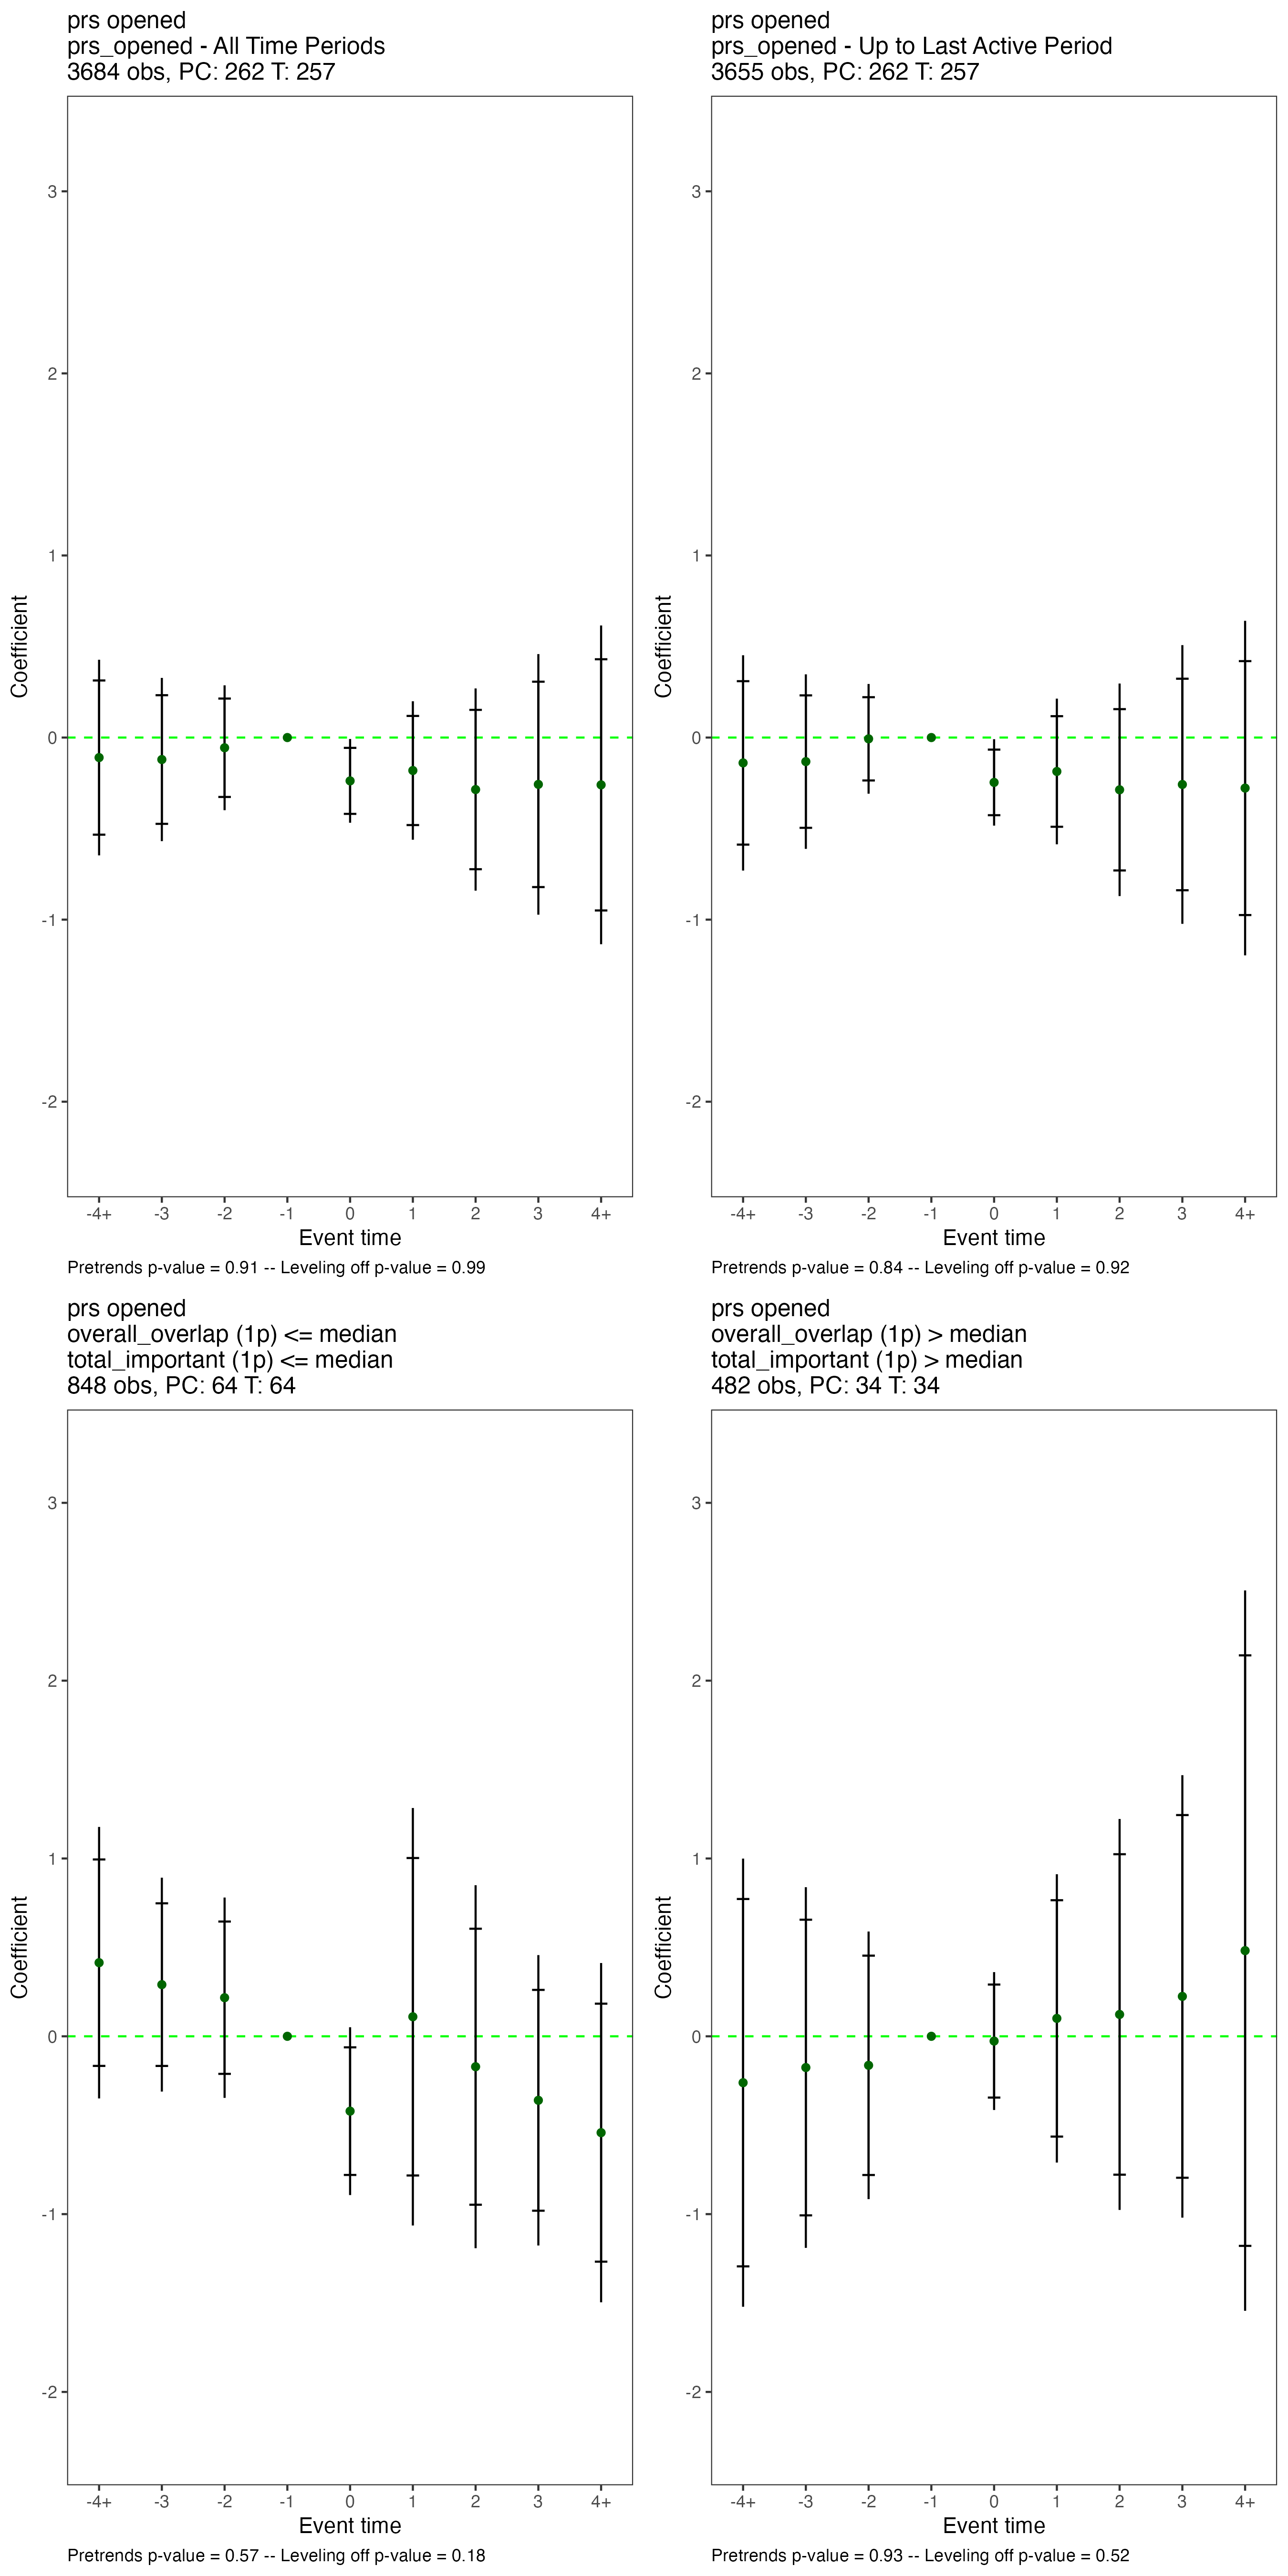 prs opened
prs_opened - All Time Periods
3684 obs, PC: 262 T: 257
Coefficient
3
2
1
0
-1
-2
-4+ -3 -2 -1 0 1 2 3 4+
Event time
Pretrends p-value = 0.91 -- Leveling off p-value = 0.99
prs opened
prs_opened - Up to Last Active Period
3655 obs, PC: 262 T: 257
Coefficient
3
2
1
0
-1
-2
-4+ -3 -2 -1 0 1 2 3 4+
Event time
Pretrends p-value = 0.84 -- Leveling off p-value = 0.92
prs opened
overall_overlap (1p) <= median
total_important (1p) <= median
848 obs, PC: 64 T: 64
Coefficient
3
2
1
0
-1
-2
-4+ -3 -2 -1 0 1 2 3 4+
Event time
Pretrends p-value = 0.57 -- Leveling off p-value = 0.18
prs opened
overall_overlap (1p) > median
total_important (1p) > median
482 obs, PC: 34 T: 34
Coefficient
3
2
1
0
-1
-2
-4+ -3 -2 -1 0 1 2 3 4+
Event time
Pretrends p-value = 0.93 -- Leveling off p-value = 0.52